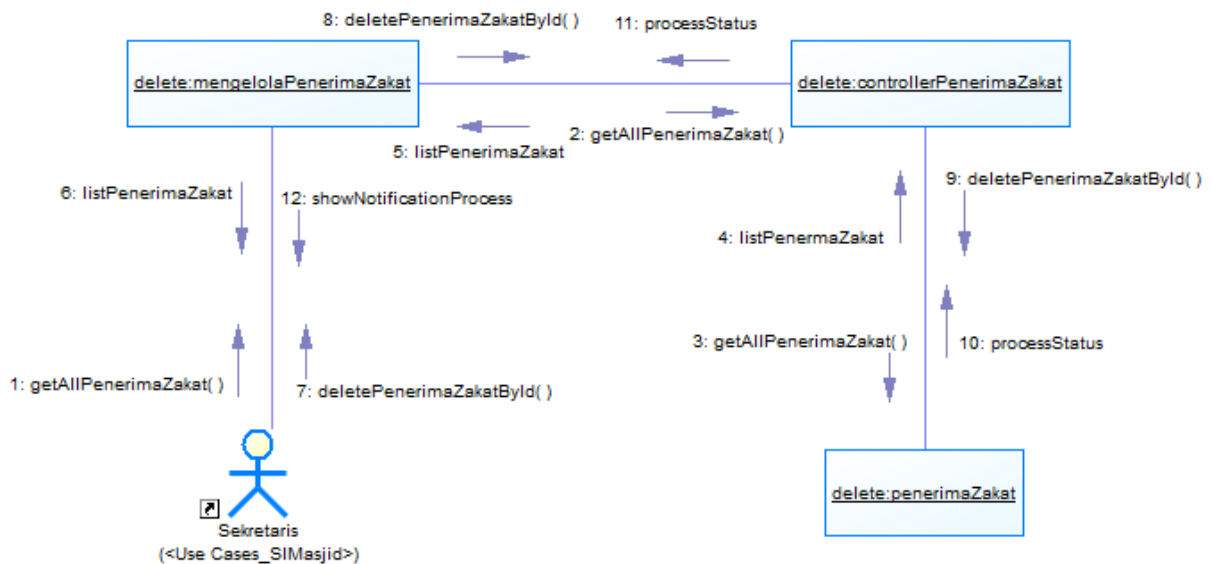 8: deletePenerimaZakatById( )
11: processStatus
delete:mengelolaPenerimaZakat
delete:controllerPenerimaZakat
2: getAllPenerimaZakat( )
5: listPenerimaZakat
6: listPenerimaZakat
12: showNotificationProcess
9: deletePenerimaZakatById( )
4: listPenermaZakat
3: getAllPenerimaZakat( )
10: processStatus
1: getAllPenerimaZakat( )
7: deletePenerimaZakatById( )
delete:penerimaZakat
Sekretaris
(<Use Cases_SIMasjid>)